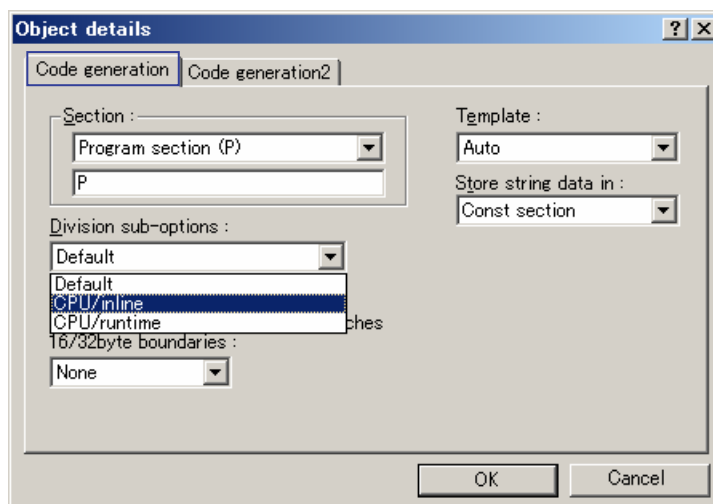 Object details
Code generation
Code generation2
Section :
Program section (P)
P
Template :
Auto
Store string data in :
Const section
Division sub-options :
Default
Default
CPU/inline
CPU/runtime
ches
16/32byte boundaries :
None
OK
Cancel